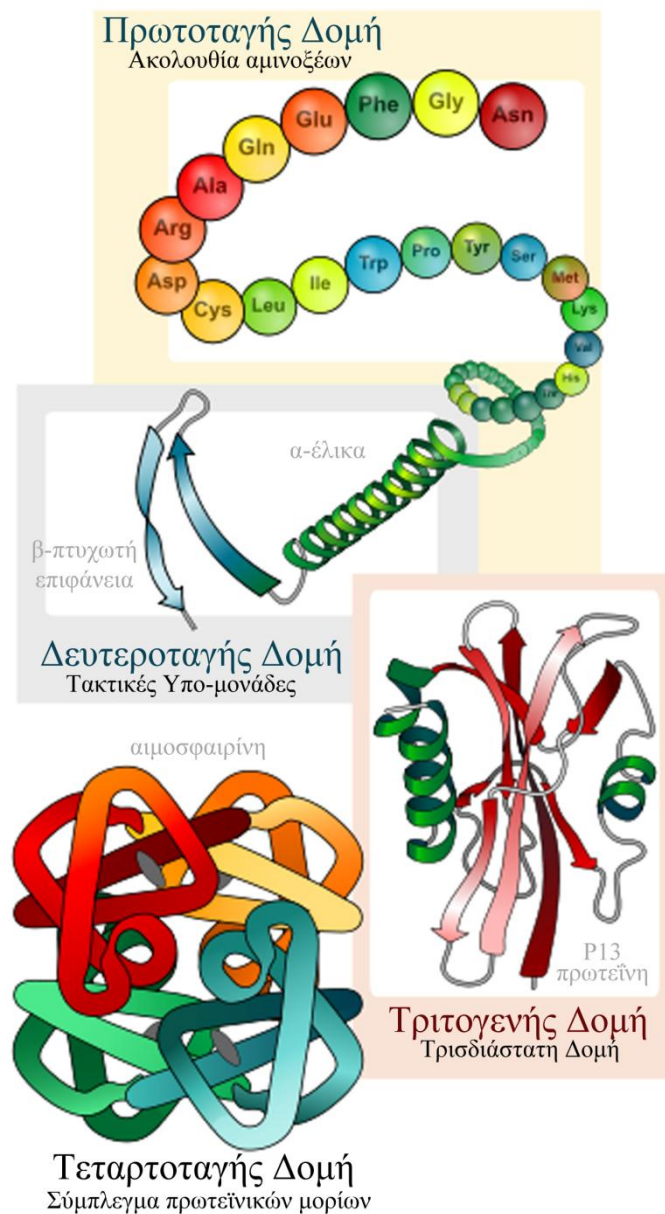 Πρωτοταγής Δομή
Ακολουθία αμινοξέων
Asn
Gly
Phe
Glu
Gln
Ala
Arg
Asp
Cys
Leu
Ile
Trp
Pro
Tyr
Ser
Met
Lys
Val
His
α-έλικα
β-πτυχωτή
επιφάνεια
Δευτεροταγής Δομή
Τακτικές Υπο-μονάδες
αιμοσφαιρίνη
P13
πρωτεΐνη
Τριτογενής Δομή
Τρισδιάστατη Δομή
Τεταρτοταγής Δομή
Σύμπλεγμα πρωτεϊνικών μορίων